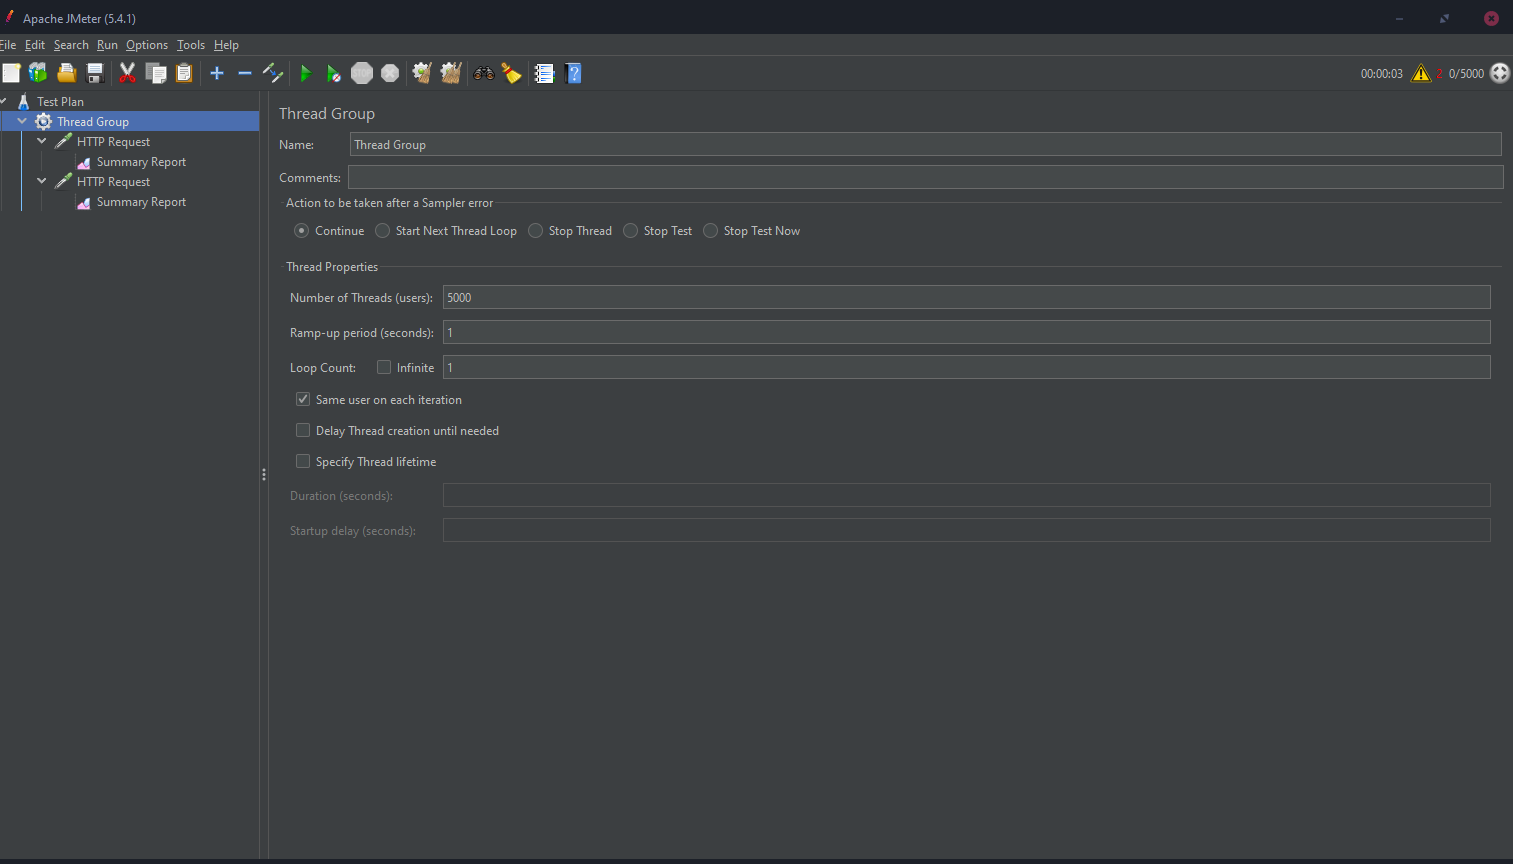 Apache JMeter (5.4.1)
File Edit Search Run Options Tools Help
STOP
00:00:03 0/5000
Test Plan
Thread Group
HTTP Request
Summary Report
HTTP Request
Summary Report
Thread Group
Name: Thread Group
Comments:
Action to be taken after a Sampler error
Continue Start Next Thread Loop Stop Thread Stop Test Stop Test Now
Thread Properties
Number of Threads (users): 5000
Ramp-up period (seconds): 1
Loop Count: Infinite 1
Same user on each iteration
Delay Thread creation until needed
Specify Thread lifetime
Duration (seconds):
Startup delay (seconds):